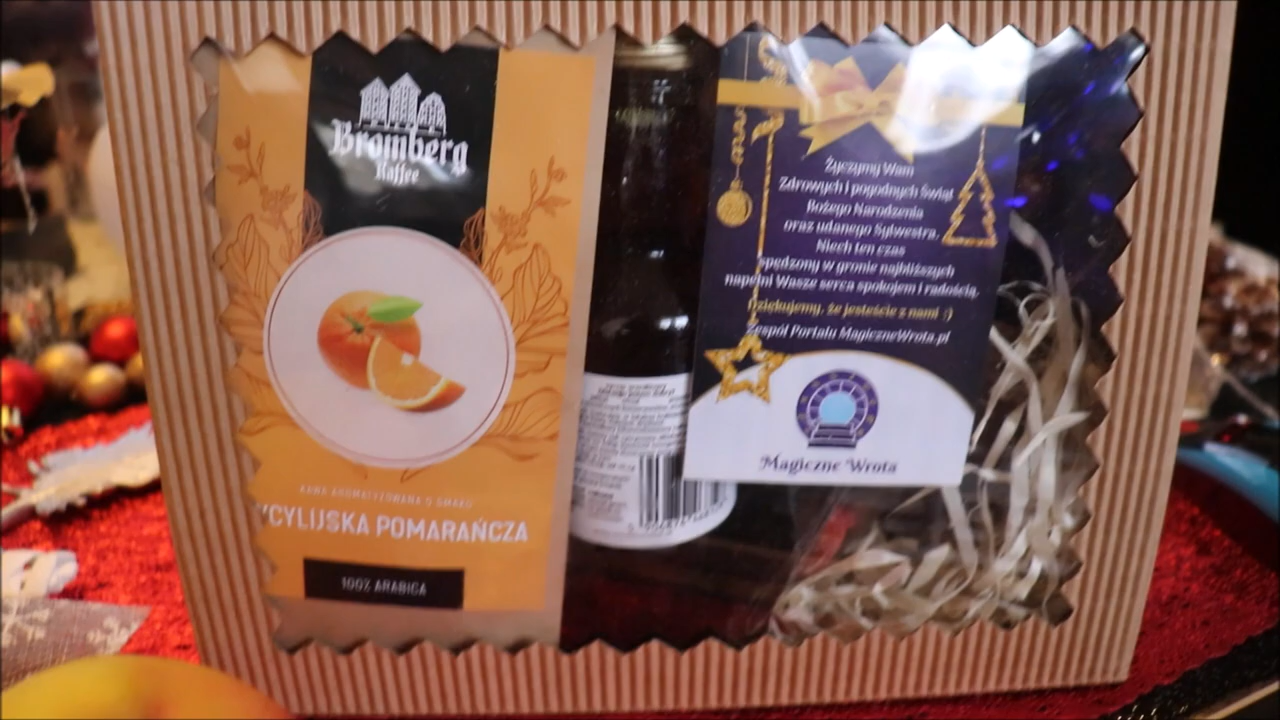 Bromberg
Kaffee
KAWA AROMATYZOWANA O SMAKU
YCYLIJSKA POMARAŃCZA
100% ARABICA
Życzymy Wam
Zdrowych i pogodnych Świąt
Bożego Narodzenia
oraz udanego Sylwestra.
Niech ten czas
spędzony w gronie najbliższych
napełni Wasze serca spokojem i radością.
Dziękujemy, że jesteście z nami :)
Zespół Portalu MagiczneWrota.pl
Magiczne Wrota